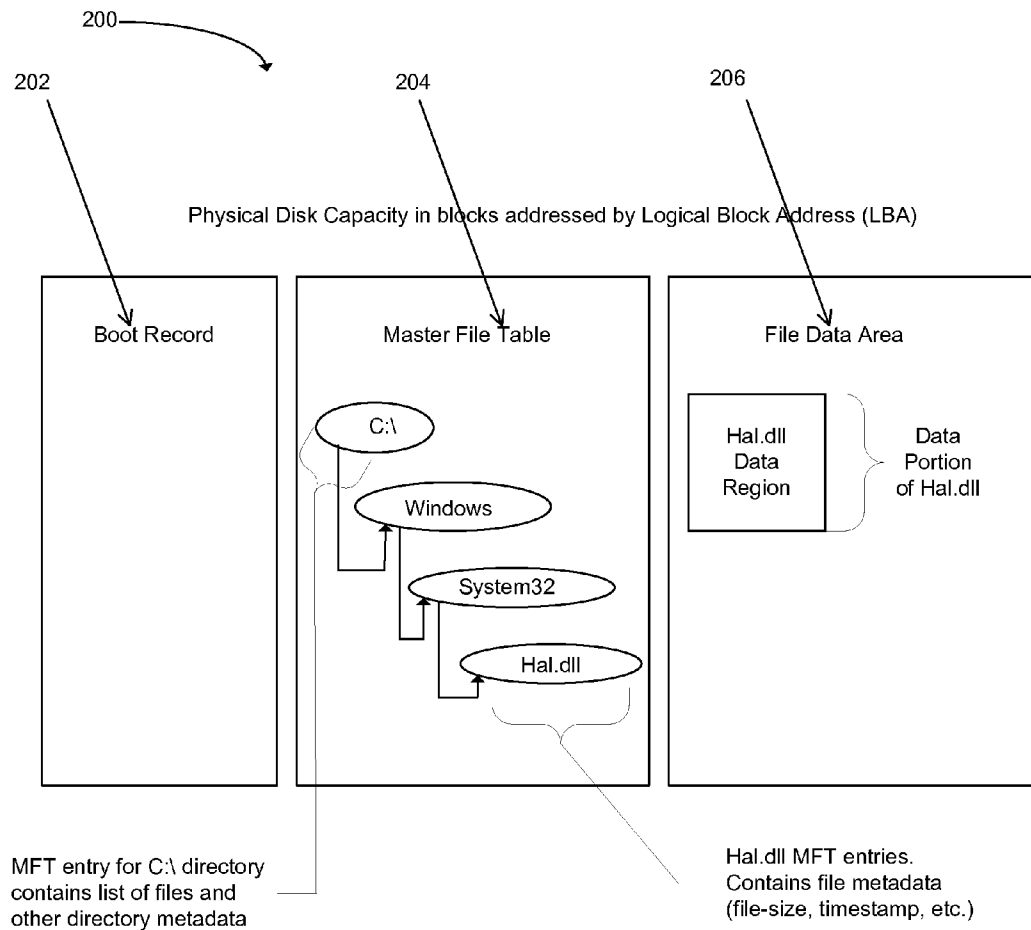 200
202
204
206
Physical Disk Capacity in blocks addressed by Logical Block Address (LBA)
Boot Record
Master File Table
File Data Area
C:\
Windows
System32
Hal.dll
Hal.dll
Data
Region
Data
Portion
of Hal.dll
MFT entry for C:\ directory
contains list of files and
other directory metadata
Hal.dll MFT entries.
Contains file metadata
(file-size, timestamp, etc.)